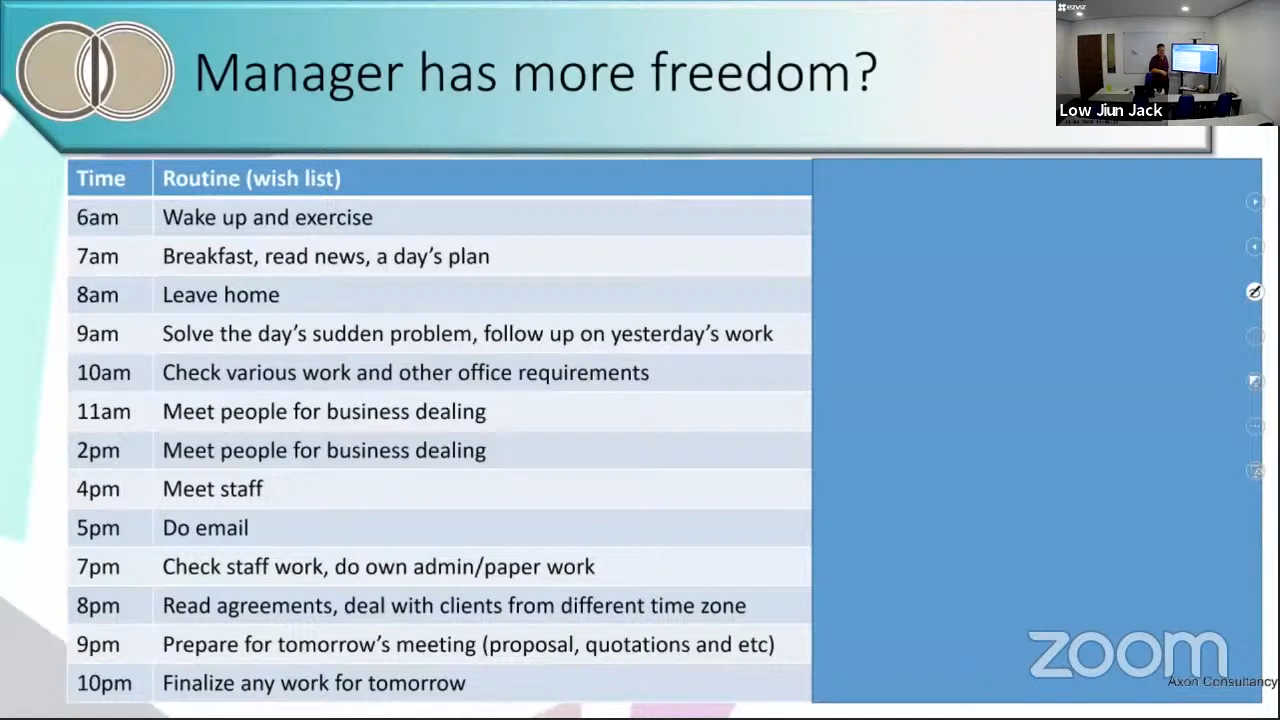 Manager has more freedom?
EZVIZ
Low Jiun Jack
Time Routine (wish list)
6am Wake up and exercise
7am Breakfast, read news, a day's plan
8am Leave home
9am Solve the day's sudden problem, follow up on yesterday's work
10am Check various work and other office requirements
11am Meet people for business dealing
2pm Meet people for business dealing
4pm Meet staff
5pm Do email
7pm Check staff work, do own admin/paper work
8pm Read agreements, deal with clients from different time zone
9pm Prepare for tomorrow's meeting (proposal, quotations and etc)
10pm Finalize any work for tomorrow
zoom
Axon Consultancy